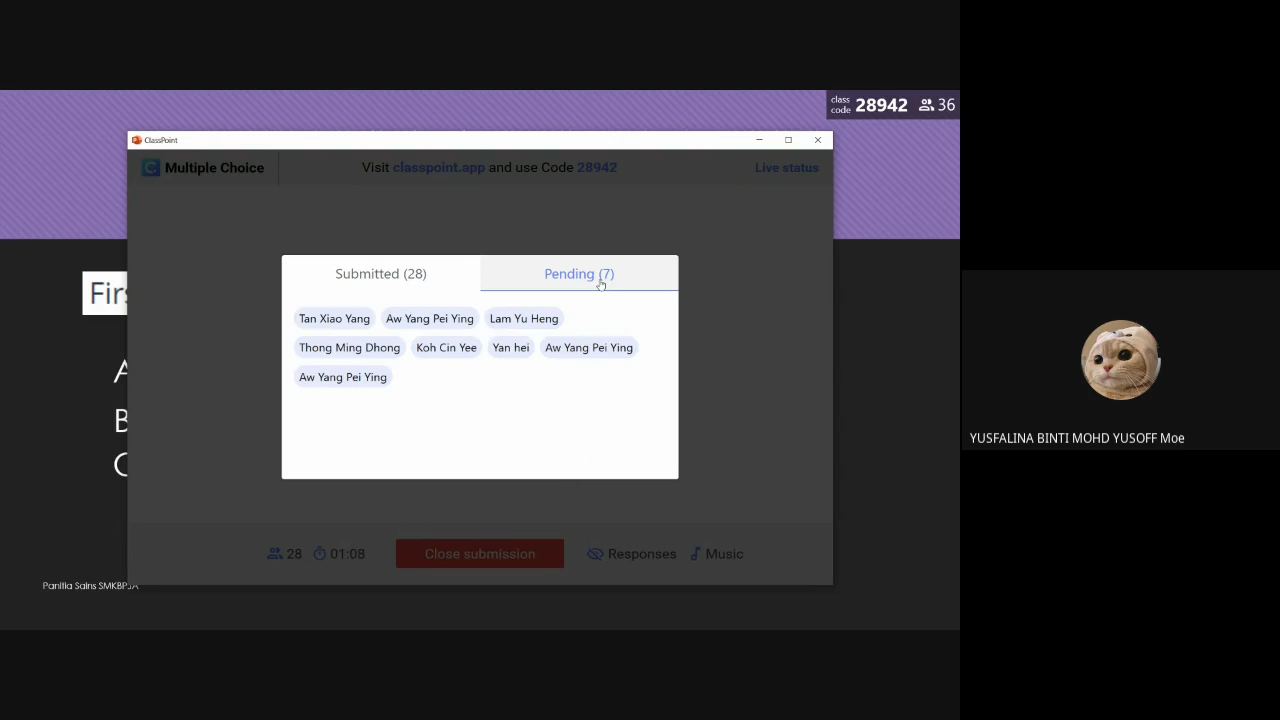 class code 28942 36
ClassPoint
Multiple Choice Visit classpoint.app and use Code 28942 Live status
Submitted (28) Pending (7)
Firs
Tan Xiao Yang Aw Yang Pei Ying Lam Yu Heng
Thong Ming Dhong Koh Cin Yee Yan hei Aw Yang Pei Ying
Aw Yang Pei Ying
A
B
C
YUSFALINA BINTI MOHD YUSOFF Moe
28 01:08 Close submission Responses Music
Panitia Sains SMKBPJA